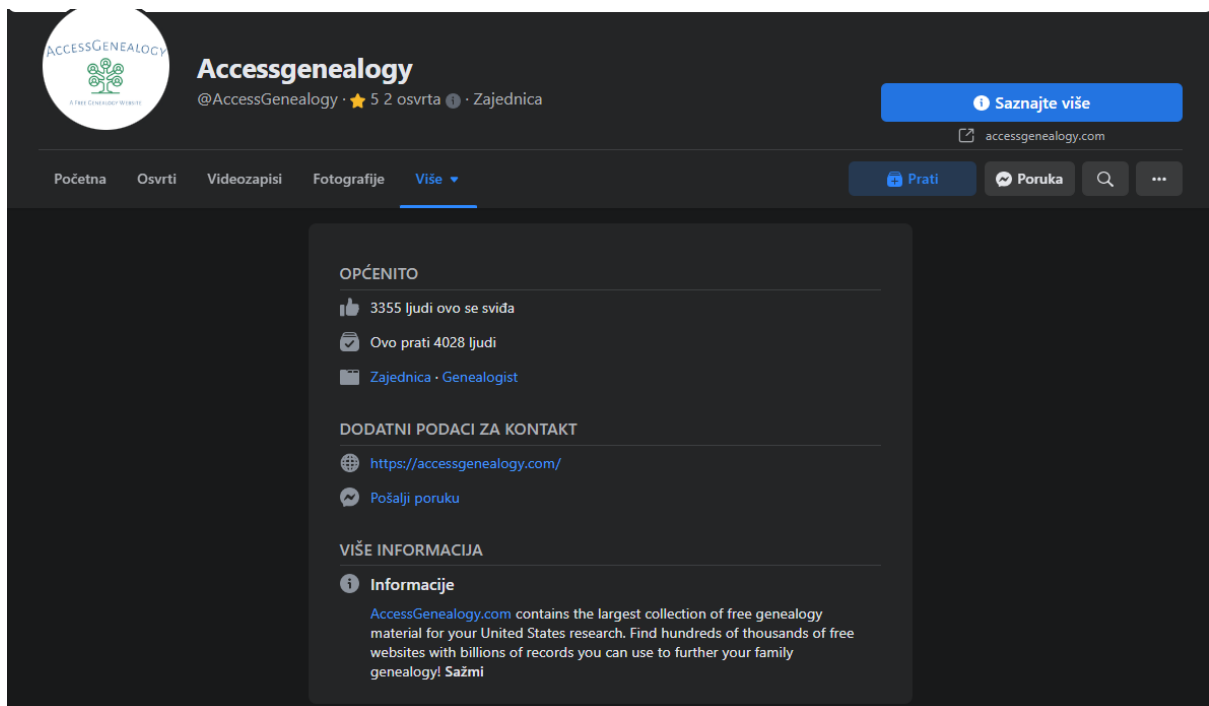 ACCESSGENEALOGY
A FREE GENEALOGY WEBSITE
Accessgenealogy
@AccessGenealogy · 5 2 osvrta · Zajednica
Saznajte više
accessgenealogy.com
Početna Osvrti Videozapisi Fotografije Više
Prati Poruka
OPĆENITO
3355 ljudi ovo se sviđa
Ovo prati 4028 ljudi
Zajednica · Genealogist
DODATNI PODACI ZA KONTAKT
https://accessgenealogy.com/
Pošalji poruku
VIŠE INFORMACIJA
Informacije
AccessGenealogy.com contains the largest collection of free genealogy
material for your United States research. Find hundreds of thousands of free
websites with billions of records you can use to further your family
genealogy! Sažmi